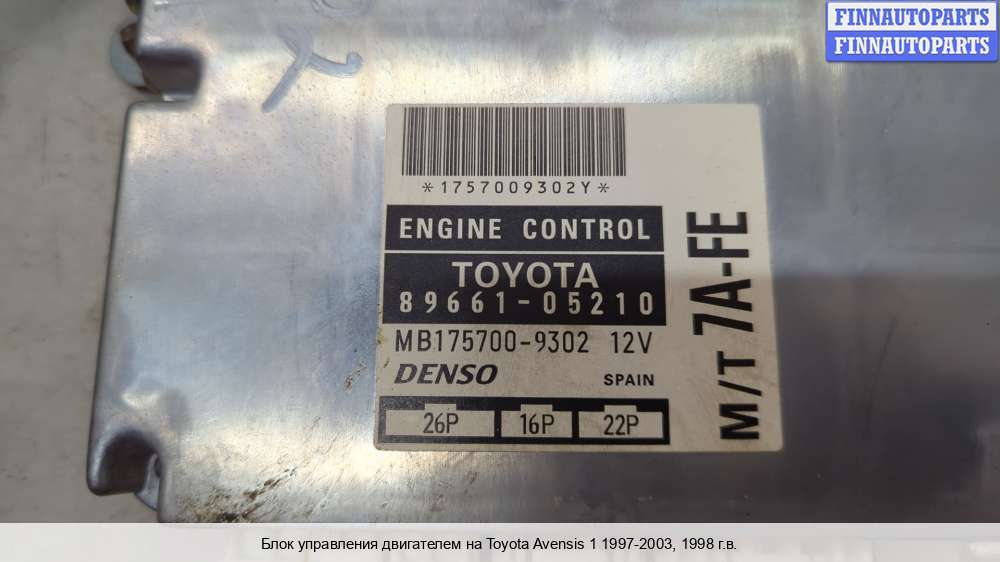 FINNAUTOPARTS
FINNAUTOPARTS
*1757009302Y*
ENGINE CONTROL
TOYOTA
89661-05210
MB175700-9302 12V
DENSO SPAIN
26P 16P 22P
M/T 7A-FE
Блок управления двигателем на Toyota Avensis 1 1997-2003, 1998 г.в.